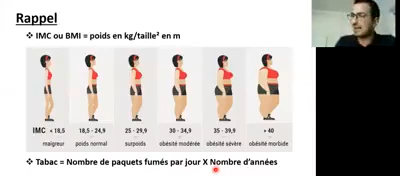 Rappel
❖ IMC ou BMI = poids en kg/taille² en m
IMC < 18,5 18,5 - 24,9 25 - 29,9 30 - 34,9 35 - 39,9 > 40
maigreur poids normal surpoids obésité modérée obésité sévère obésité morbide
❖ Tabac = Nombre de paquets fumés par jour X Nombre d'années